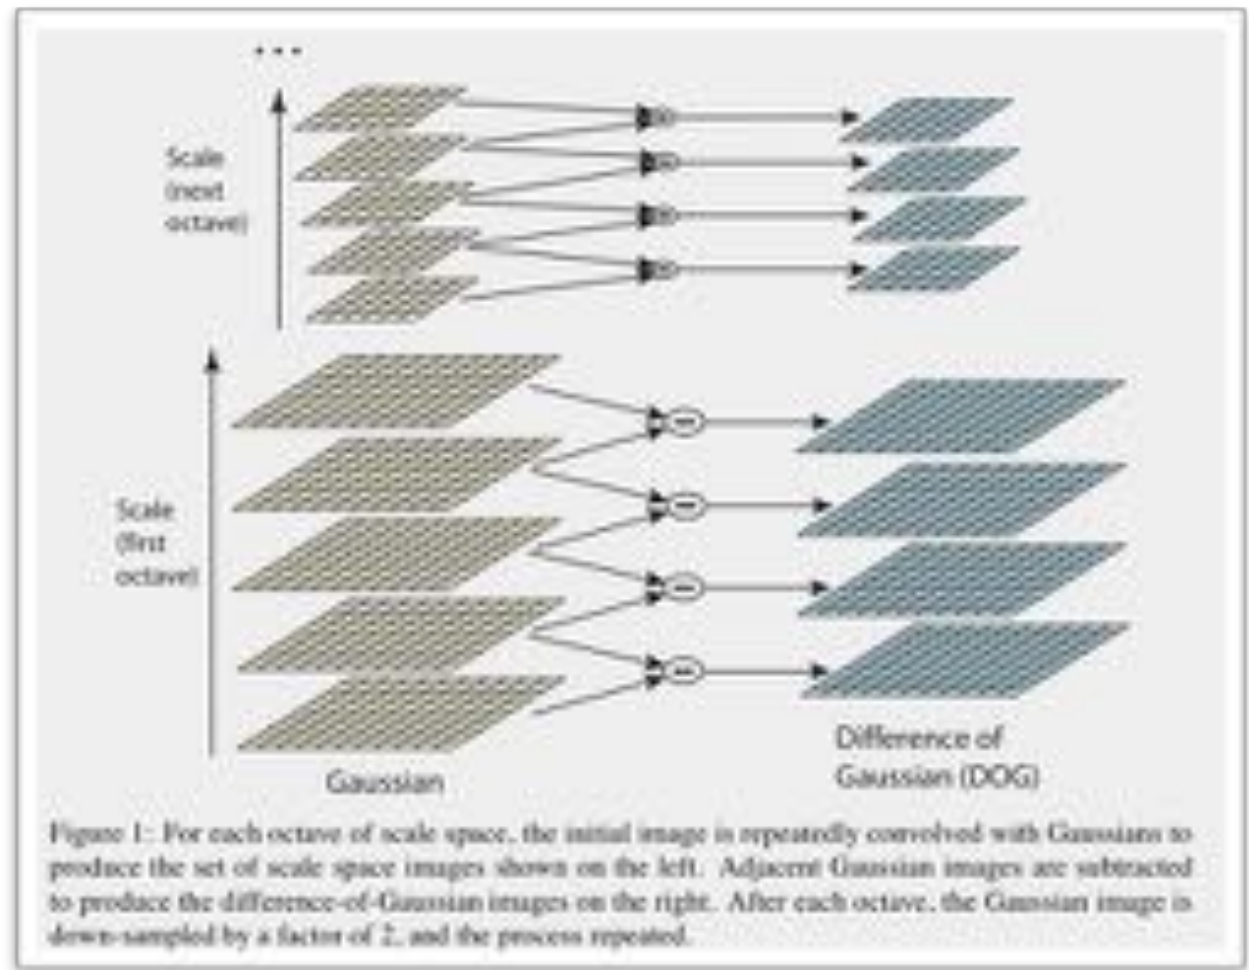 ...
Scale
(next
octave)
Scale
(first
octave)
Gaussian
Difference of
Gaussian (DOG)
Figure 1: For each octave of scale space, the initial image is repeatedly convolved with Gaussians to
produce the set of scale space images shown on the left. Adjacent Gaussian images are subtracted
to produce the difference-of-Gaussian images on the right. After each octave, the Gaussian image is
down-sampled by a factor of 2, and the process repeated.